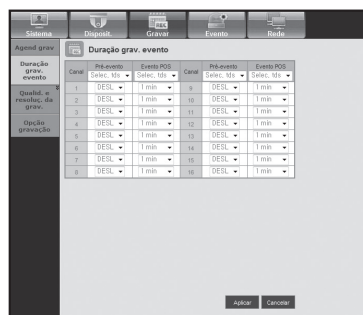 Sistema Disposit. Gravar Evento Rede
REC
Agend grav
Duração grav. evento
Duração
grav.
evento
Qualid. e
resoluç. da
grav.
Opção
gravação
Canal Pré-evento Evento POS Canal Pré-evento Evento POS
Selec. tds Selec. tds Selec. tds Selec. tds
1 DESL 1 min 9 DESL 1 min
2 DESL 1 min 10 DESL 1 min
3 DESL 1 min 11 DESL 1 min
4 DESL 1 min 12 DESL 1 min
5 DESL 1 min 13 DESL 1 min
6 DESL 1 min 14 DESL 1 min
7 DESL 1 min 15 DESL 1 min
8 DESL 1 min 16 DESL 1 min
Aplicar Cancelar